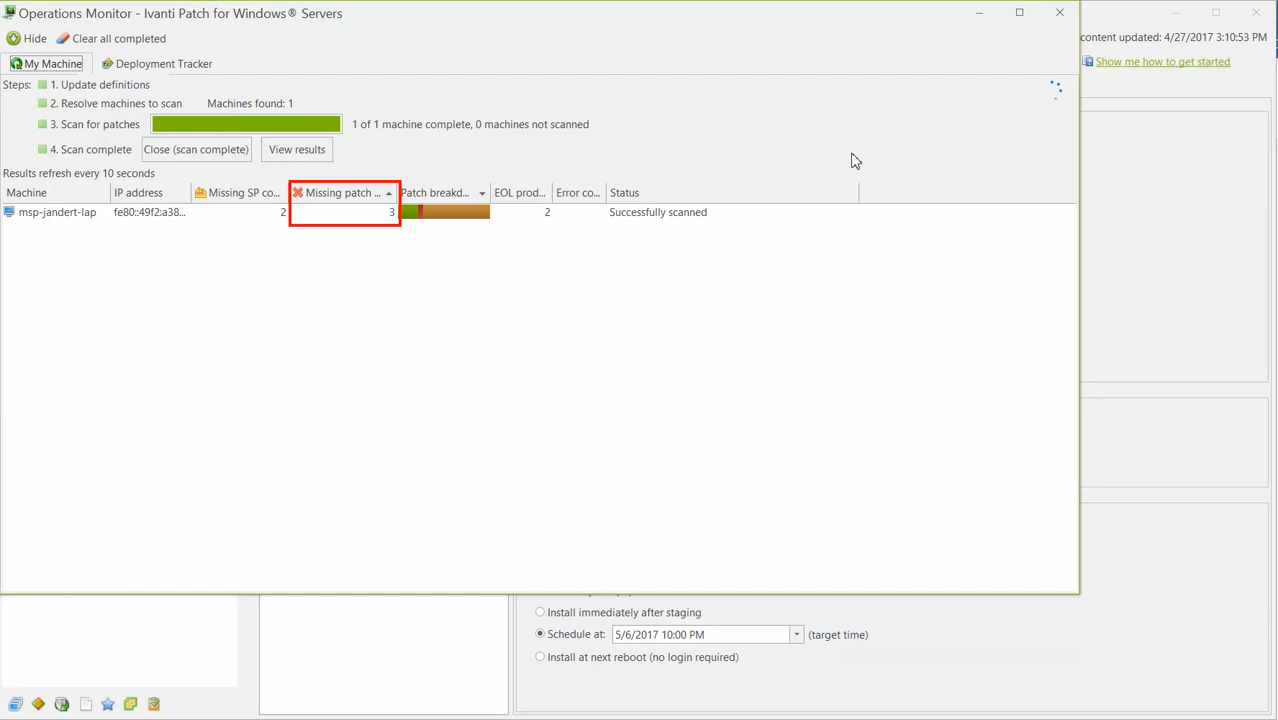 Operations Monitor - Ivanti Patch for Windows® Servers
content updated: 4/27/2017 3:10:53 PM
Hide Clear all completed
Show me how to get started
My Machine Deployment Tracker
Steps: 1. Update definitions
2. Resolve machines to scan Machines found: 1
3. Scan for patches 1 of 1 machine complete, 0 machines not scanned
4. Scan complete Close (scan complete) View results
Results refresh every 10 seconds
Machine IP address Missing SP co... Missing patch ... Patch breakd... EOL prod... Error co... Status
msp-jandert-lap fe80::49f2:a38... 2 3 2 Successfully scanned
Install immediately after staging
Schedule at: 5/6/2017 10:00 PM (target time)
Install at next reboot (no login required)